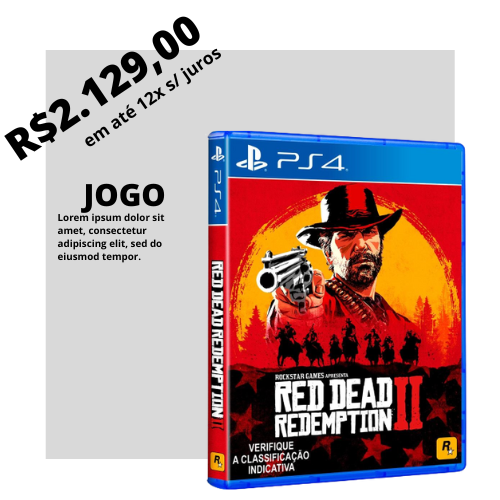 R$2.129,00
em até 12x s/ juros
JOGO
Lorem ipsum dolor sit
amet, consectetur
adipiscing elit, sed do
eiusmod tempor.
PS4
PS4
RED DEAD REDEMPTION II
ROCKSTAR GAMES APRESENTA
RED DEAD
REDEMPTION II
VERIFIQUE
A CLASSIFICAÇÃO
INDICATIVA
R
R